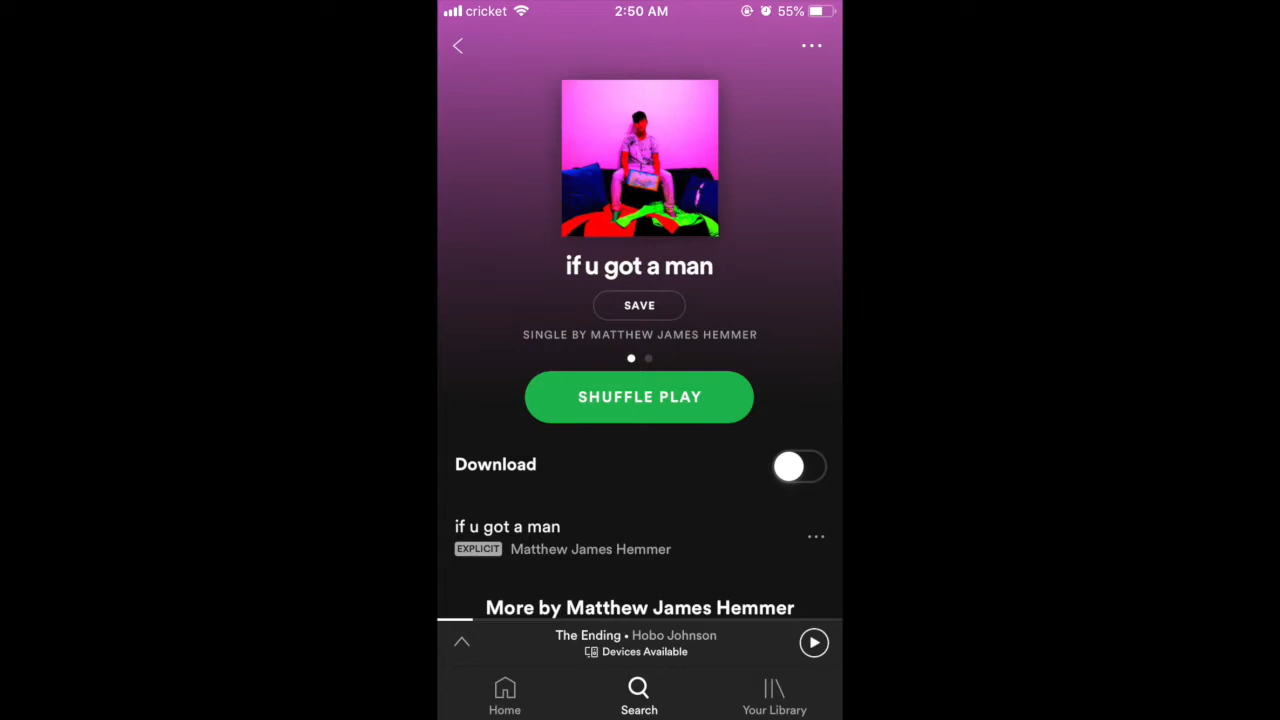 cricket 2:50 AM 55%
if u got a man
SAVE
SINGLE BY MATTHEW JAMES HEMMER
SHUFFLE PLAY
Download
if u got a man
EXPLICIT Matthew James Hemmer
More by Matthew James Hemmer
The Ending • Hobo Johnson
Devices Available
Home Search Your Library